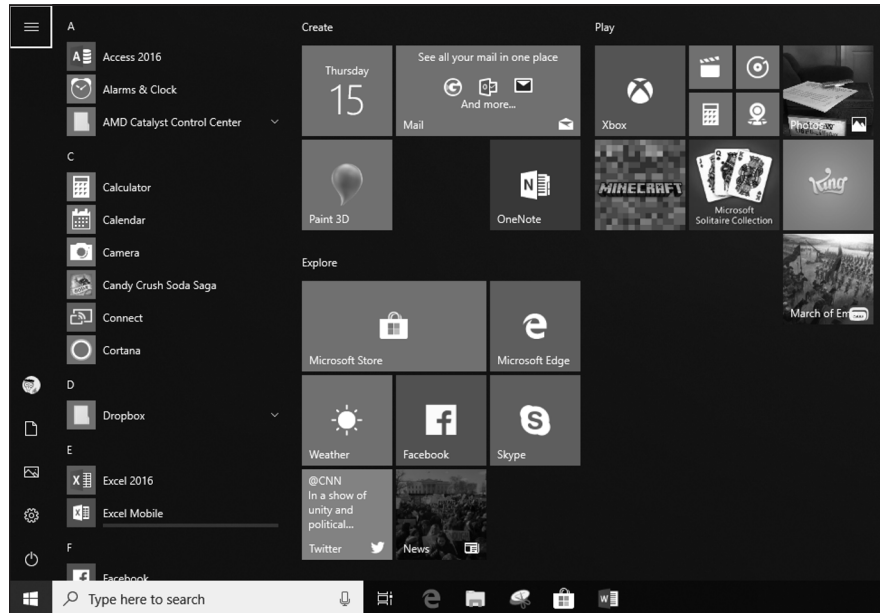 A
Access 2016
Alarms & Clock
AMD Catalyst Control Center
C
Calculator
Calendar
Camera
Candy Crush Soda Saga
Connect
Cortana
D
Dropbox
E
Excel 2016
Excel Mobile
F
Facebook
Type here to search
Create
Thursday
15
See all your mail in one place
And more...
Mail
Paint 3D
OneNote
Explore
Microsoft Store
Microsoft Edge
Weather
Facebook
Skype
@CNN
In a show of
unity and
political...
Twitter
News
Play
Xbox
Photos
MINECRAFT
Microsoft
Solitaire Collection
King
March of Em